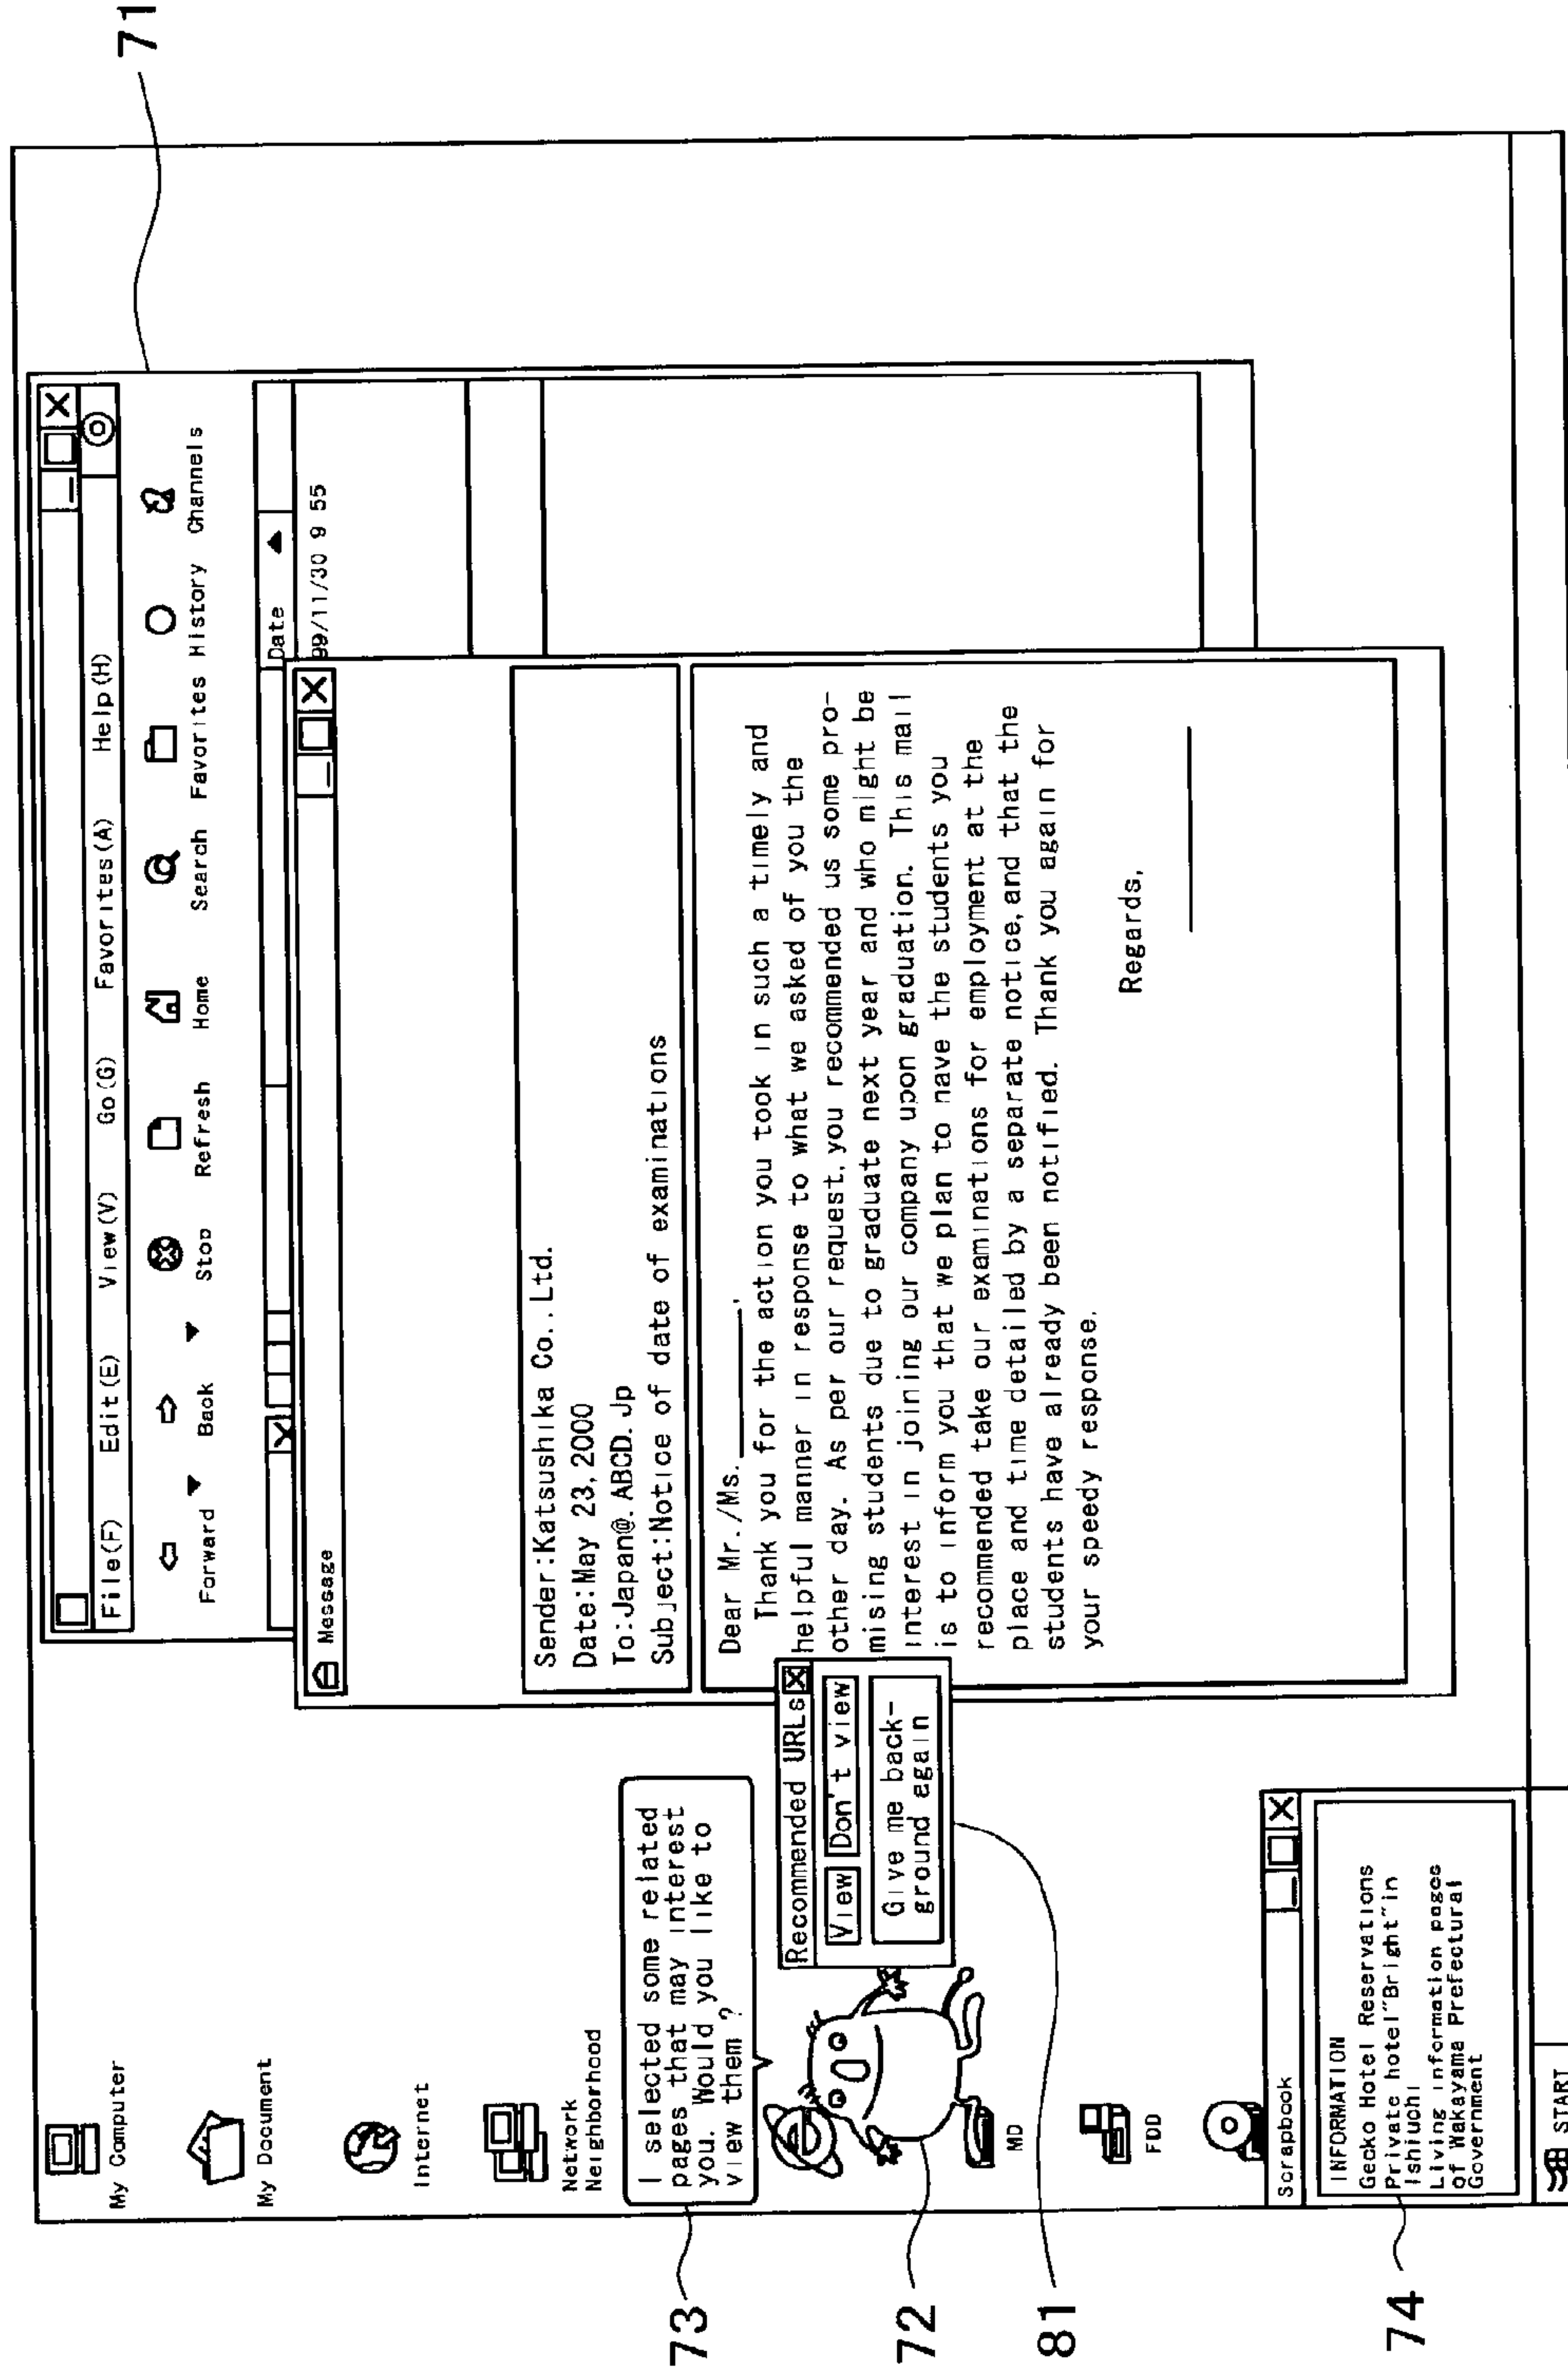 71
File(F) Edit(E) View(V) Go(G) Favorites(A) Help(H)
Forward Back Stop Refresh Home Search Favorites History Channels
Date
99/11/30 9 55
Message
Sender:Katsushika Co.,Ltd.
Date:May 23,2000
To:Japan@.ABCD.Jp
Subject:Notice of date of examinations
Dear Mr./Ms.________,
Thank you for the action you took in such a timely and
helpful manner in response to what we asked of you the
other day. As per our request,you recommended us some pro-
mising students due to graduate next year and who might be
interest in joining our company upon graduation. This mail
is to inform you that we plan to have the students you
recommended take our examinations for employment at the
place and time detailed by a separate notice,and that the
students have already been notified. Thank you again for
your speedy response.
Regards,
My Computer
My Document
Internet
Network
Neighborhood
73
I selected some related
pages that may interest
you. Would you like to
view them ?
Recommended URLs
View Don't view
Give me back-
ground again
72
81
MD
FDD
Scrapbook
74
INFORMATION
Gecko Hotel Reservations
Private hotel"Bright"in
Ishiuchi
Living information pages
of Wakayama Prefectural
Government
START